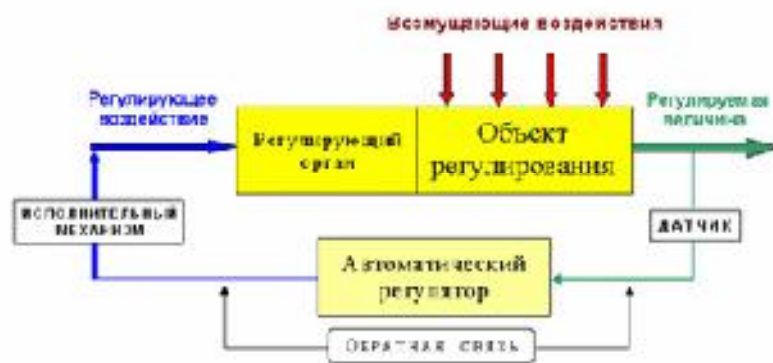 Возмущающие воздействия
Регулирующее
воздействие
Регулируемая
величина
Регулирующий
орган
Объект
регулирования
ИСПОЛНИТЕЛЬНЫЙ
МЕХАНИЗМ
ДАТЧИК
Автоматический
регулятор
ОБРАТНАЯ СВЯЗЬ